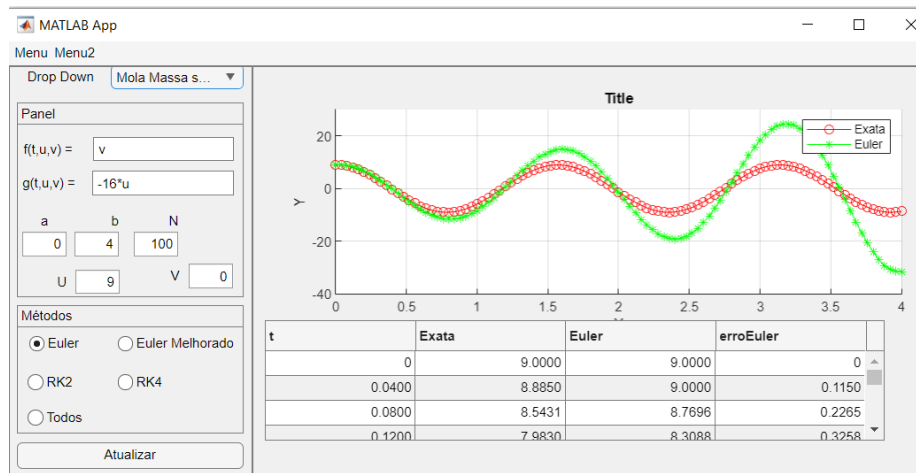 MATLAB App
Menu Menu2
Drop Down Mola Massa s...
Panel
f(t,u,v) = v
g(t,u,v) = -16*u
a b N
0 4 100
U 9 V 0
Métodos
Euler Euler Melhorado
RK2 RK4
Todos
Atualizar
Title
Exata
Euler
Y
20
0
-20
-40
0 0.5 1 1.5 2 2.5 3 3.5 4
t Exata Euler erroEuler
0 9.0000 9.0000 0
0.0400 8.8850 9.0000 0.1150
0.0800 8.5431 8.7696 0.2265
0.1200 7.9830 8.3088 0.3258